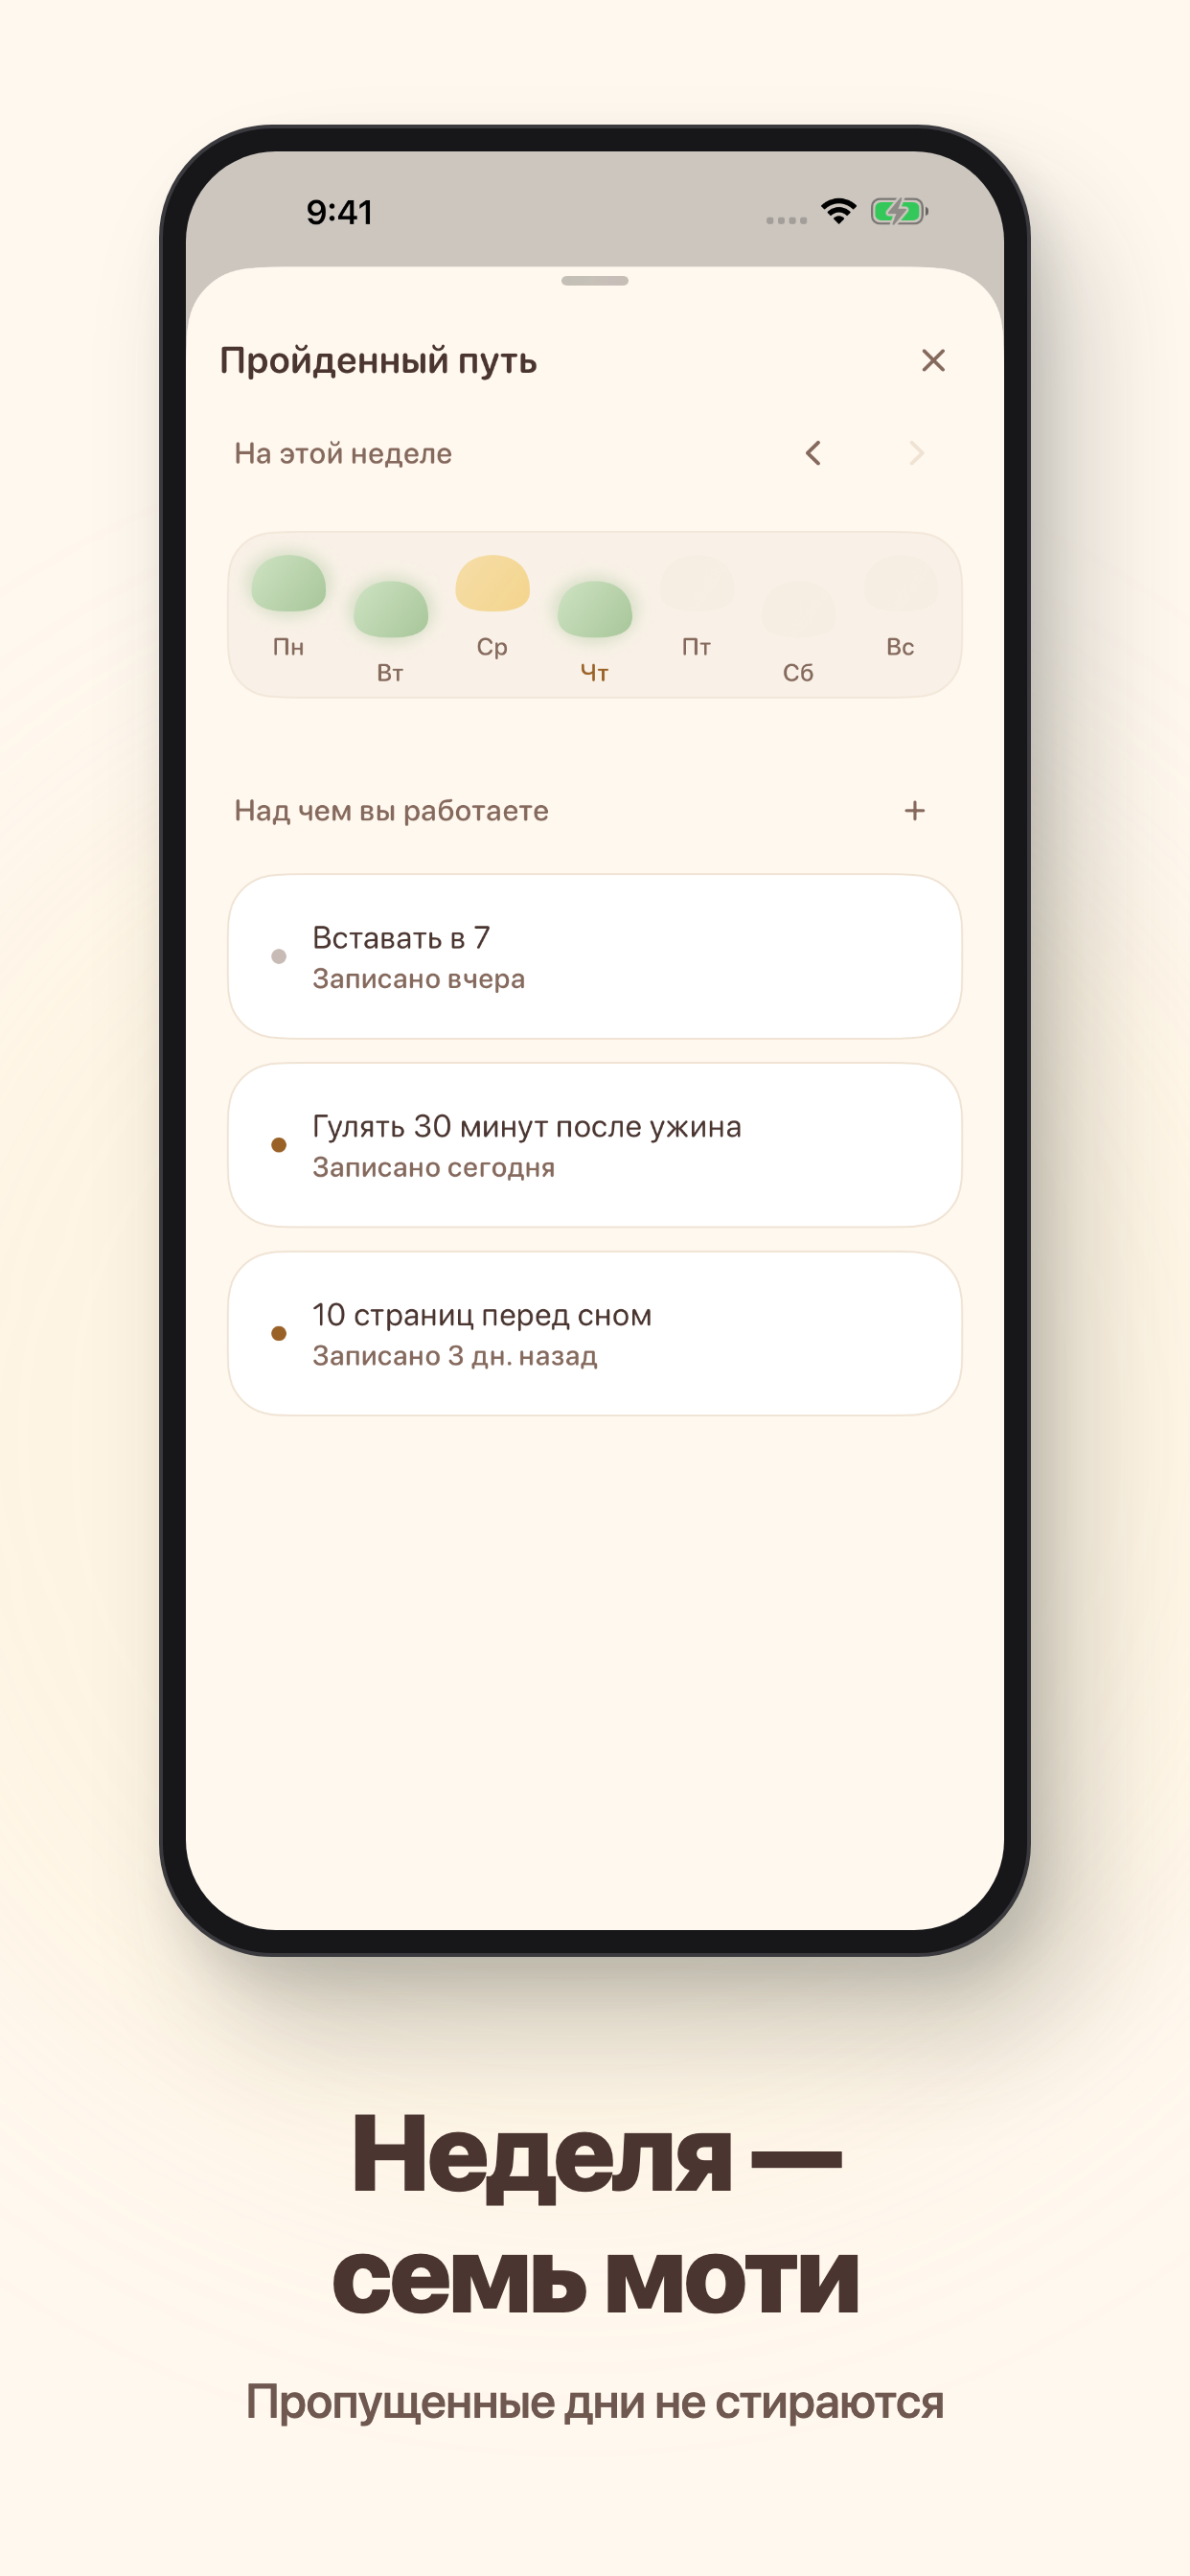 9:41
Пройденный путь
На этой неделе
Пн Вт Ср Чт Пт Сб Вс
Над чем вы работаете
Вставать в 7
Записано вчера
Гулять 30 минут после ужина
Записано сегодня
10 страниц перед сном
Записано 3 дн. назад
Неделя —
семь моти
Пропущенные дни не стираются